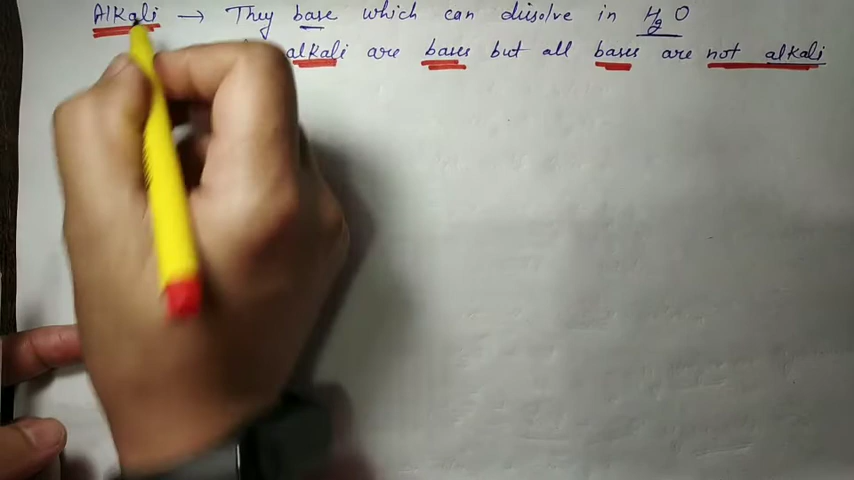 Alkali → They base which can dissolve in H2O
alkali are bases but all bases are not alkali